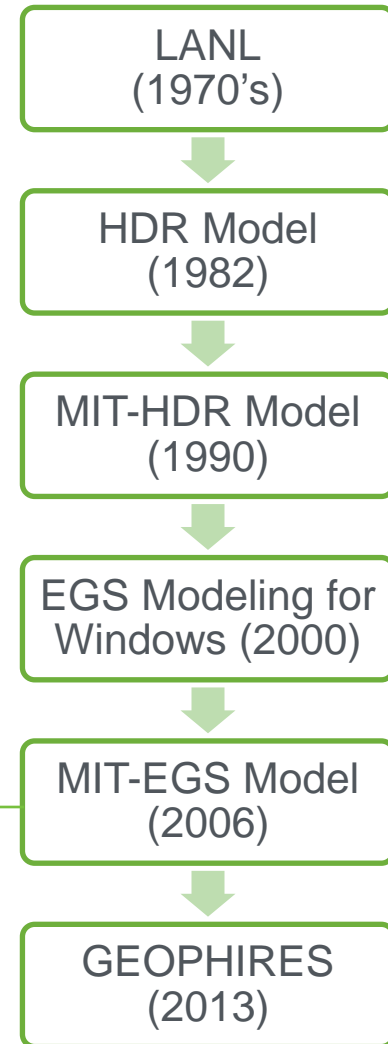 LANL
(1970’s)
HDR Model
(1982)
MIT-HDR Model
(1990)
EGS Modeling for
Windows (2000)
MIT-EGS Model
(2006)
GEOPHIRES
(2013)